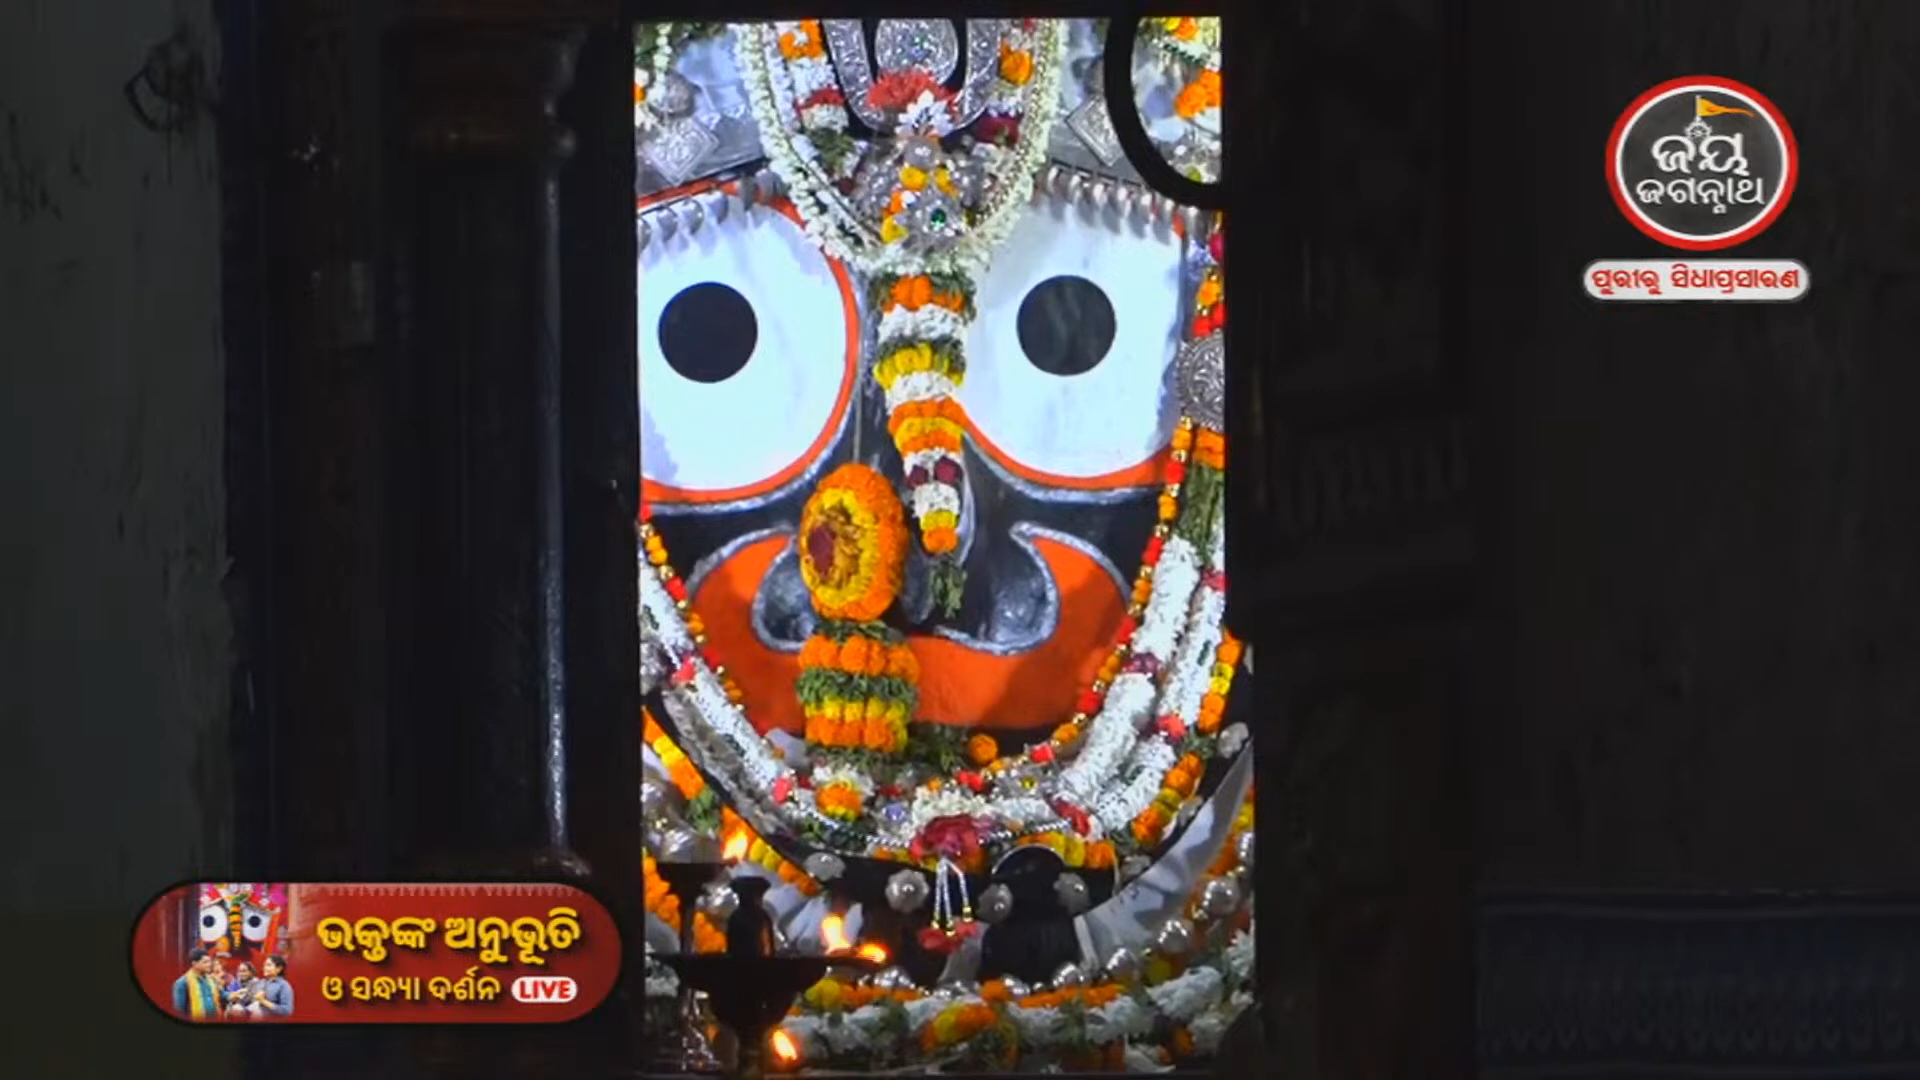 ଜୟ
ଜଗନ୍ନାଥ
ପୁରୀରୁ ସିଧାପ୍ରସାରଣ
ଭକ୍ତଙ୍କ ଅନୁଭୂତି
ଓ ସନ୍ଧ୍ୟା ଦର୍ଶନ LIVE